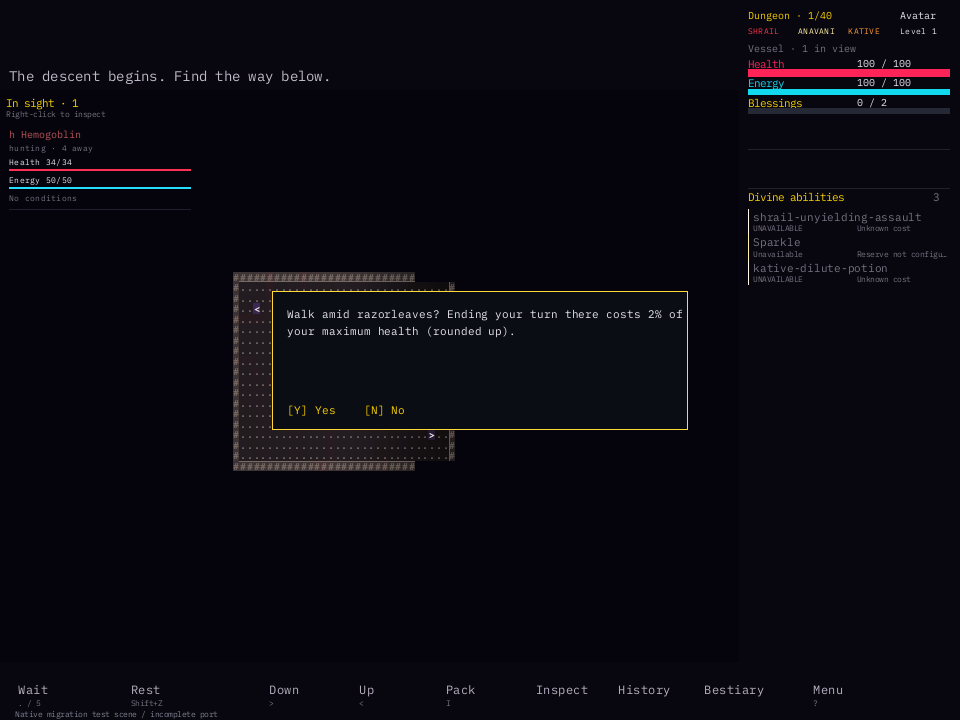 Dungeon · 1/40 Avatar
SHRAIL ANAVANI KATIVE Level 1
Vessel · 1 in view
Health 100 / 100
Energy 100 / 100
Blessings 0 / 2
The descent begins. Find the way below.
In sight · 1
Right-click to inspect
h Hemogoblin
hunting · 4 away
Health 34/34
Energy 50/50
No conditions
Divine abilities 3
shrail-unyielding-assault
UNAVAILABLE Unknown cost
Sparkle
Unavailable Reserve not configu…
kative-dilute-potion
UNAVAILABLE Unknown cost
<
Walk amid razorleaves? Ending your turn there costs 2% of
your maximum health (rounded up).
[Y] Yes [N] No
>
Wait Rest Down Up Pack Inspect History Bestiary Menu
. / 5 Shift+Z > < I ?
Native migration test scene / incomplete port